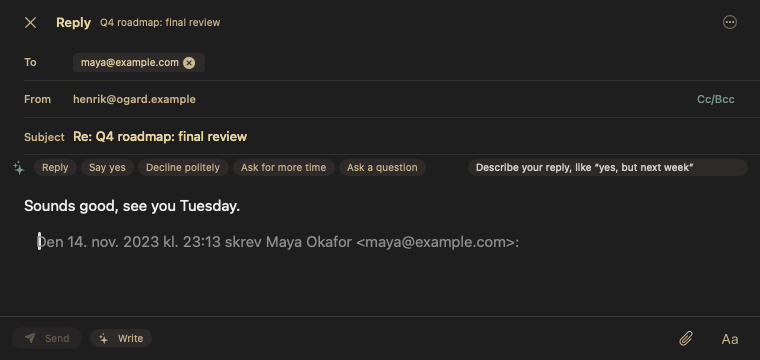 Reply Q4 roadmap: final review
To maya@example.com
From henrik@ogard.example Cc/Bcc
Subject Re: Q4 roadmap: final review
Reply Say yes Decline politely Ask for more time Ask a question Describe your reply, like “yes, but next week”
Sounds good, see you Tuesday.
Den 14. nov. 2023 kl. 23:13 skrev Maya Okafor <maya@example.com>:
Send Write Aa